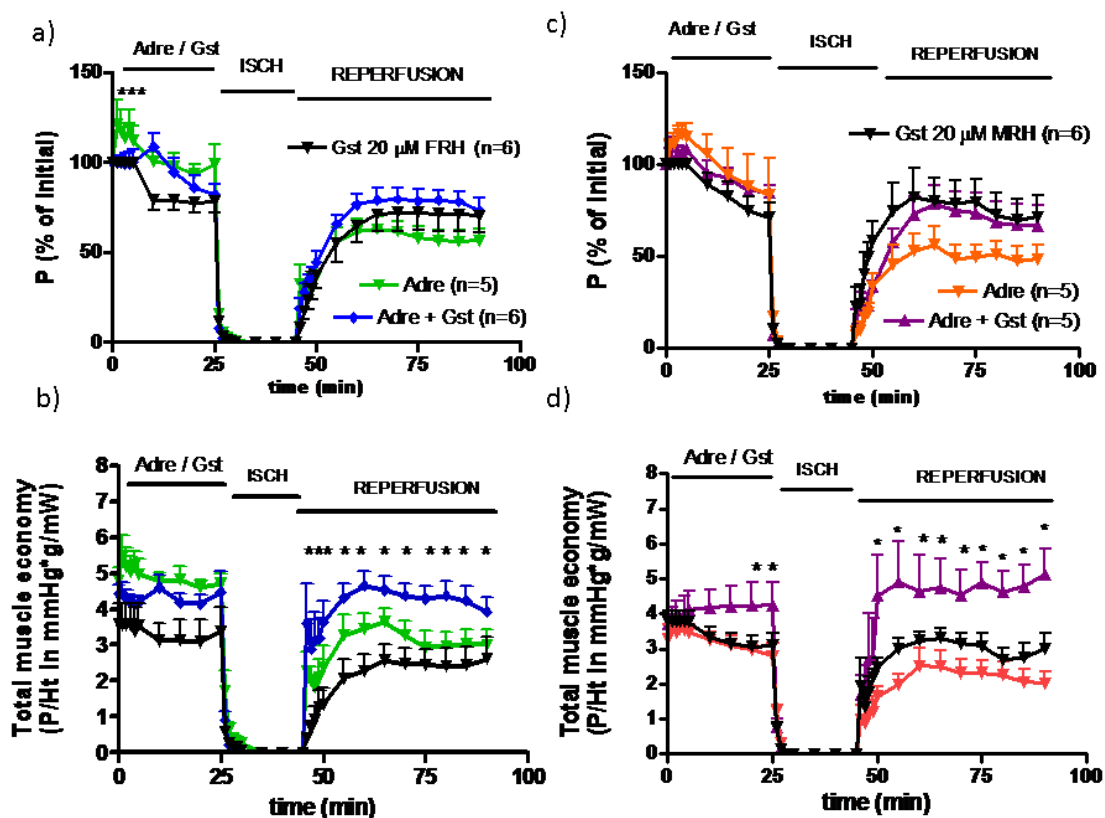 a)
Adre / Gst
ISCH
REPERFUSION
P (% of initial)
150
100
50
0
***
Gst 20 µM FRH (n=6)
Adre (n=5)
Adre + Gst (n=6)
0 25 50 75 100
time (min)
c)
Adre / Gst
ISCH
REPERFUSION
P (% of initial)
150
100
50
0
Gst 20 µM MRH (n=6)
Adre (n=5)
Adre + Gst (n=5)
0 25 50 75 100
time (min)
b)
Adre / Gst
ISCH
REPERFUSION
Total muscle economy
(P/Ht In mmHg*g/mW)
8
7
6
5
4
3
2
1
0
* *** * * * * * * * *
0 25 50 75 100
time (min)
d)
Adre / Gst
ISCH
REPERFUSION
Total muscle economy
(P/Ht In mmHg*g/mW)
8
7
6
5
4
3
2
1
0
* * * * * * * * * * *
0 25 50 75 100
time (min)